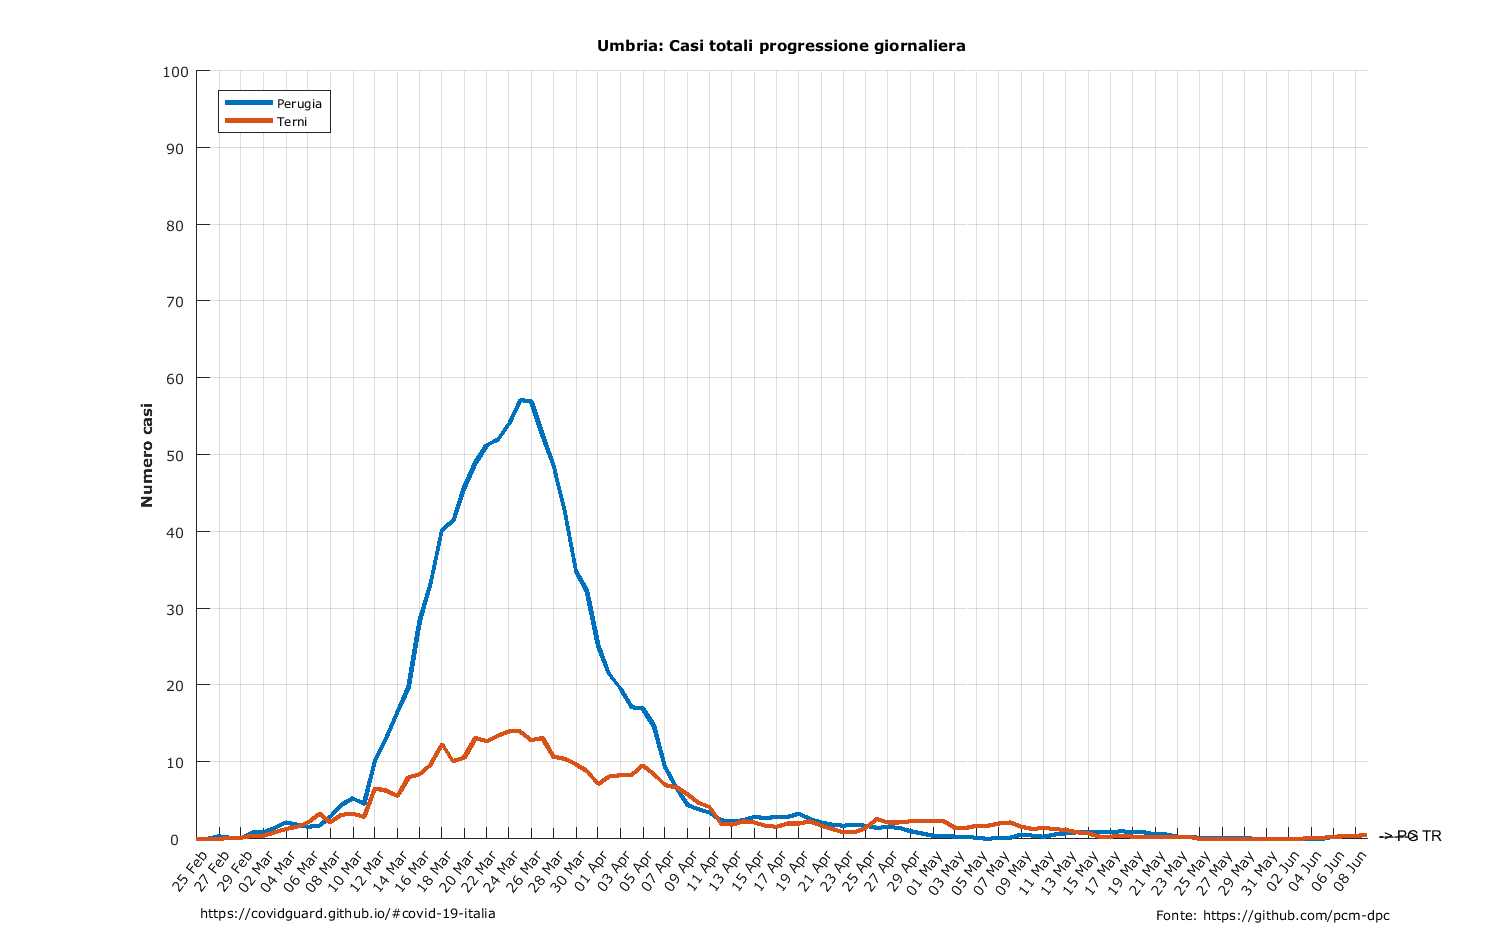 Umbria: Casi totali progressione giornaliera
Perugia
Terni
Numero casi
100
90
80
70
60
50
40
30
20
10
0
25 Feb
27 Feb
29 Feb
02 Mar
04 Mar
06 Mar
08 Mar
10 Mar
12 Mar
14 Mar
16 Mar
18 Mar
20 Mar
22 Mar
24 Mar
26 Mar
28 Mar
30 Mar
01 Apr
03 Apr
05 Apr
07 Apr
09 Apr
11 Apr
13 Apr
15 Apr
17 Apr
19 Apr
21 Apr
23 Apr
25 Apr
27 Apr
29 Apr
01 May
03 May
05 May
07 May
09 May
11 May
13 May
15 May
17 May
19 May
21 May
23 May
25 May
27 May
29 May
31 May
02 Jun
04 Jun
06 Jun
08 Jun
TR
https://covidguard.github.io/#covid-19-italia
Fonte: https://github.com/pcm-dpc